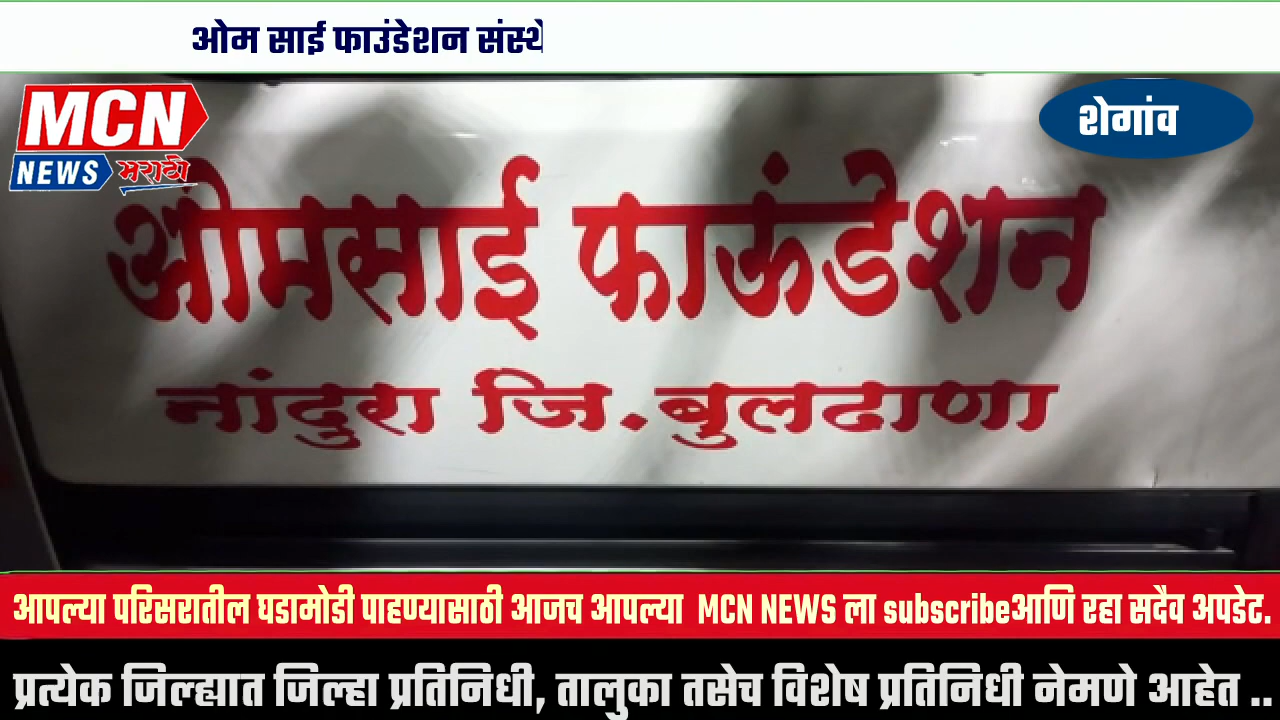 ओम साई फाउंडेशन
MCN
NEWS मराठी
शेगांव
ओमसाई फाऊंडेशन
नांदुरा जि.बुलढाणा
आपल्या परिसरातील घडामोडी पाहण्यासाठी आजच आपल्या MCN NEWS ला subscribeआणि रहा सदैव अपडेट.
प्रत्येक जिल्ह्यात जिल्हा प्रतिनिधी, तालुका तसेच विशेष प्रतिनिधी नेमणे आहेत ..